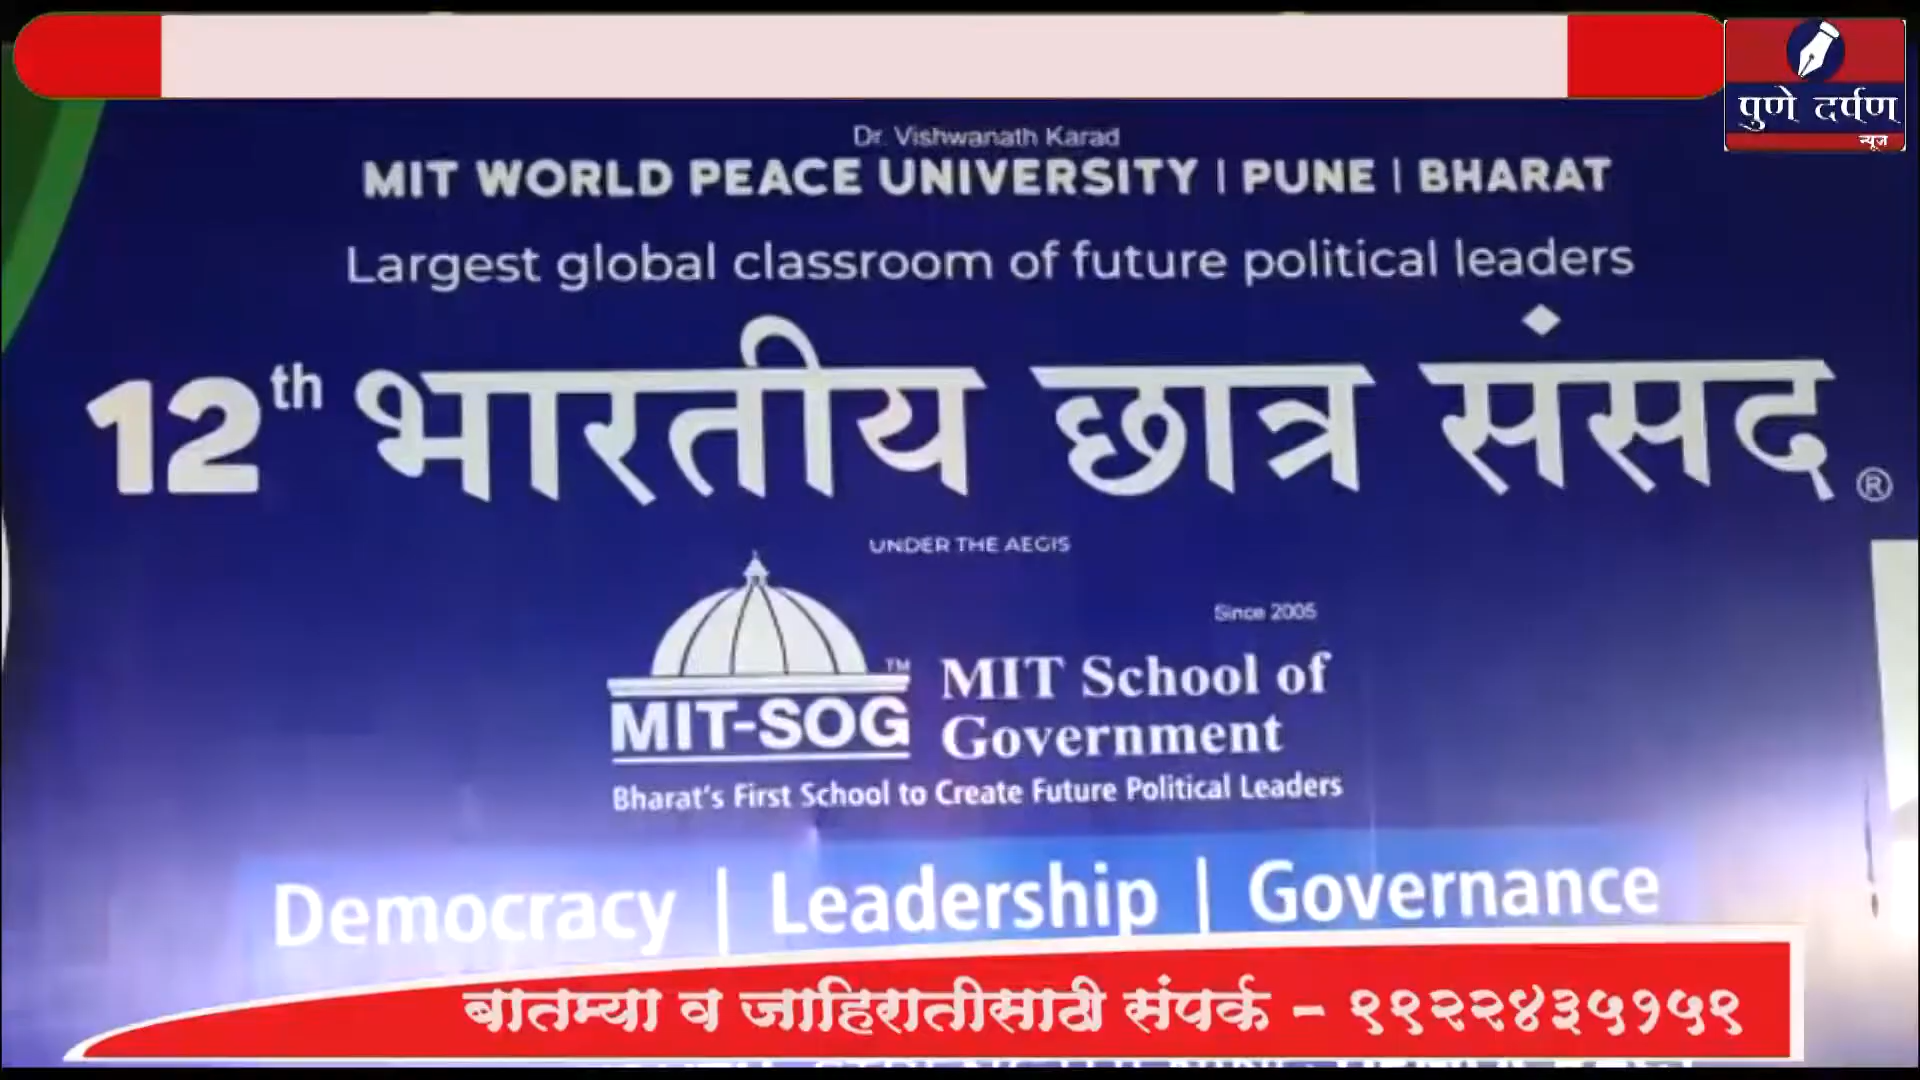 पुणे दर्पण
न्यूज
Dr. Vishwanath Karad
MIT WORLD PEACE UNIVERSITY | PUNE | BHARAT
Largest global classroom of future political leaders
12th भारतीय छात्र संसद ®
UNDER THE AEGIS
Since 2005
MIT-SOG™ MIT School of
Government
Bharat's First School to Create Future Political Leaders
Democracy | Leadership | Governance
बातम्या व जाहिरातीसाठी संपर्क - ९९२२४३५१५९